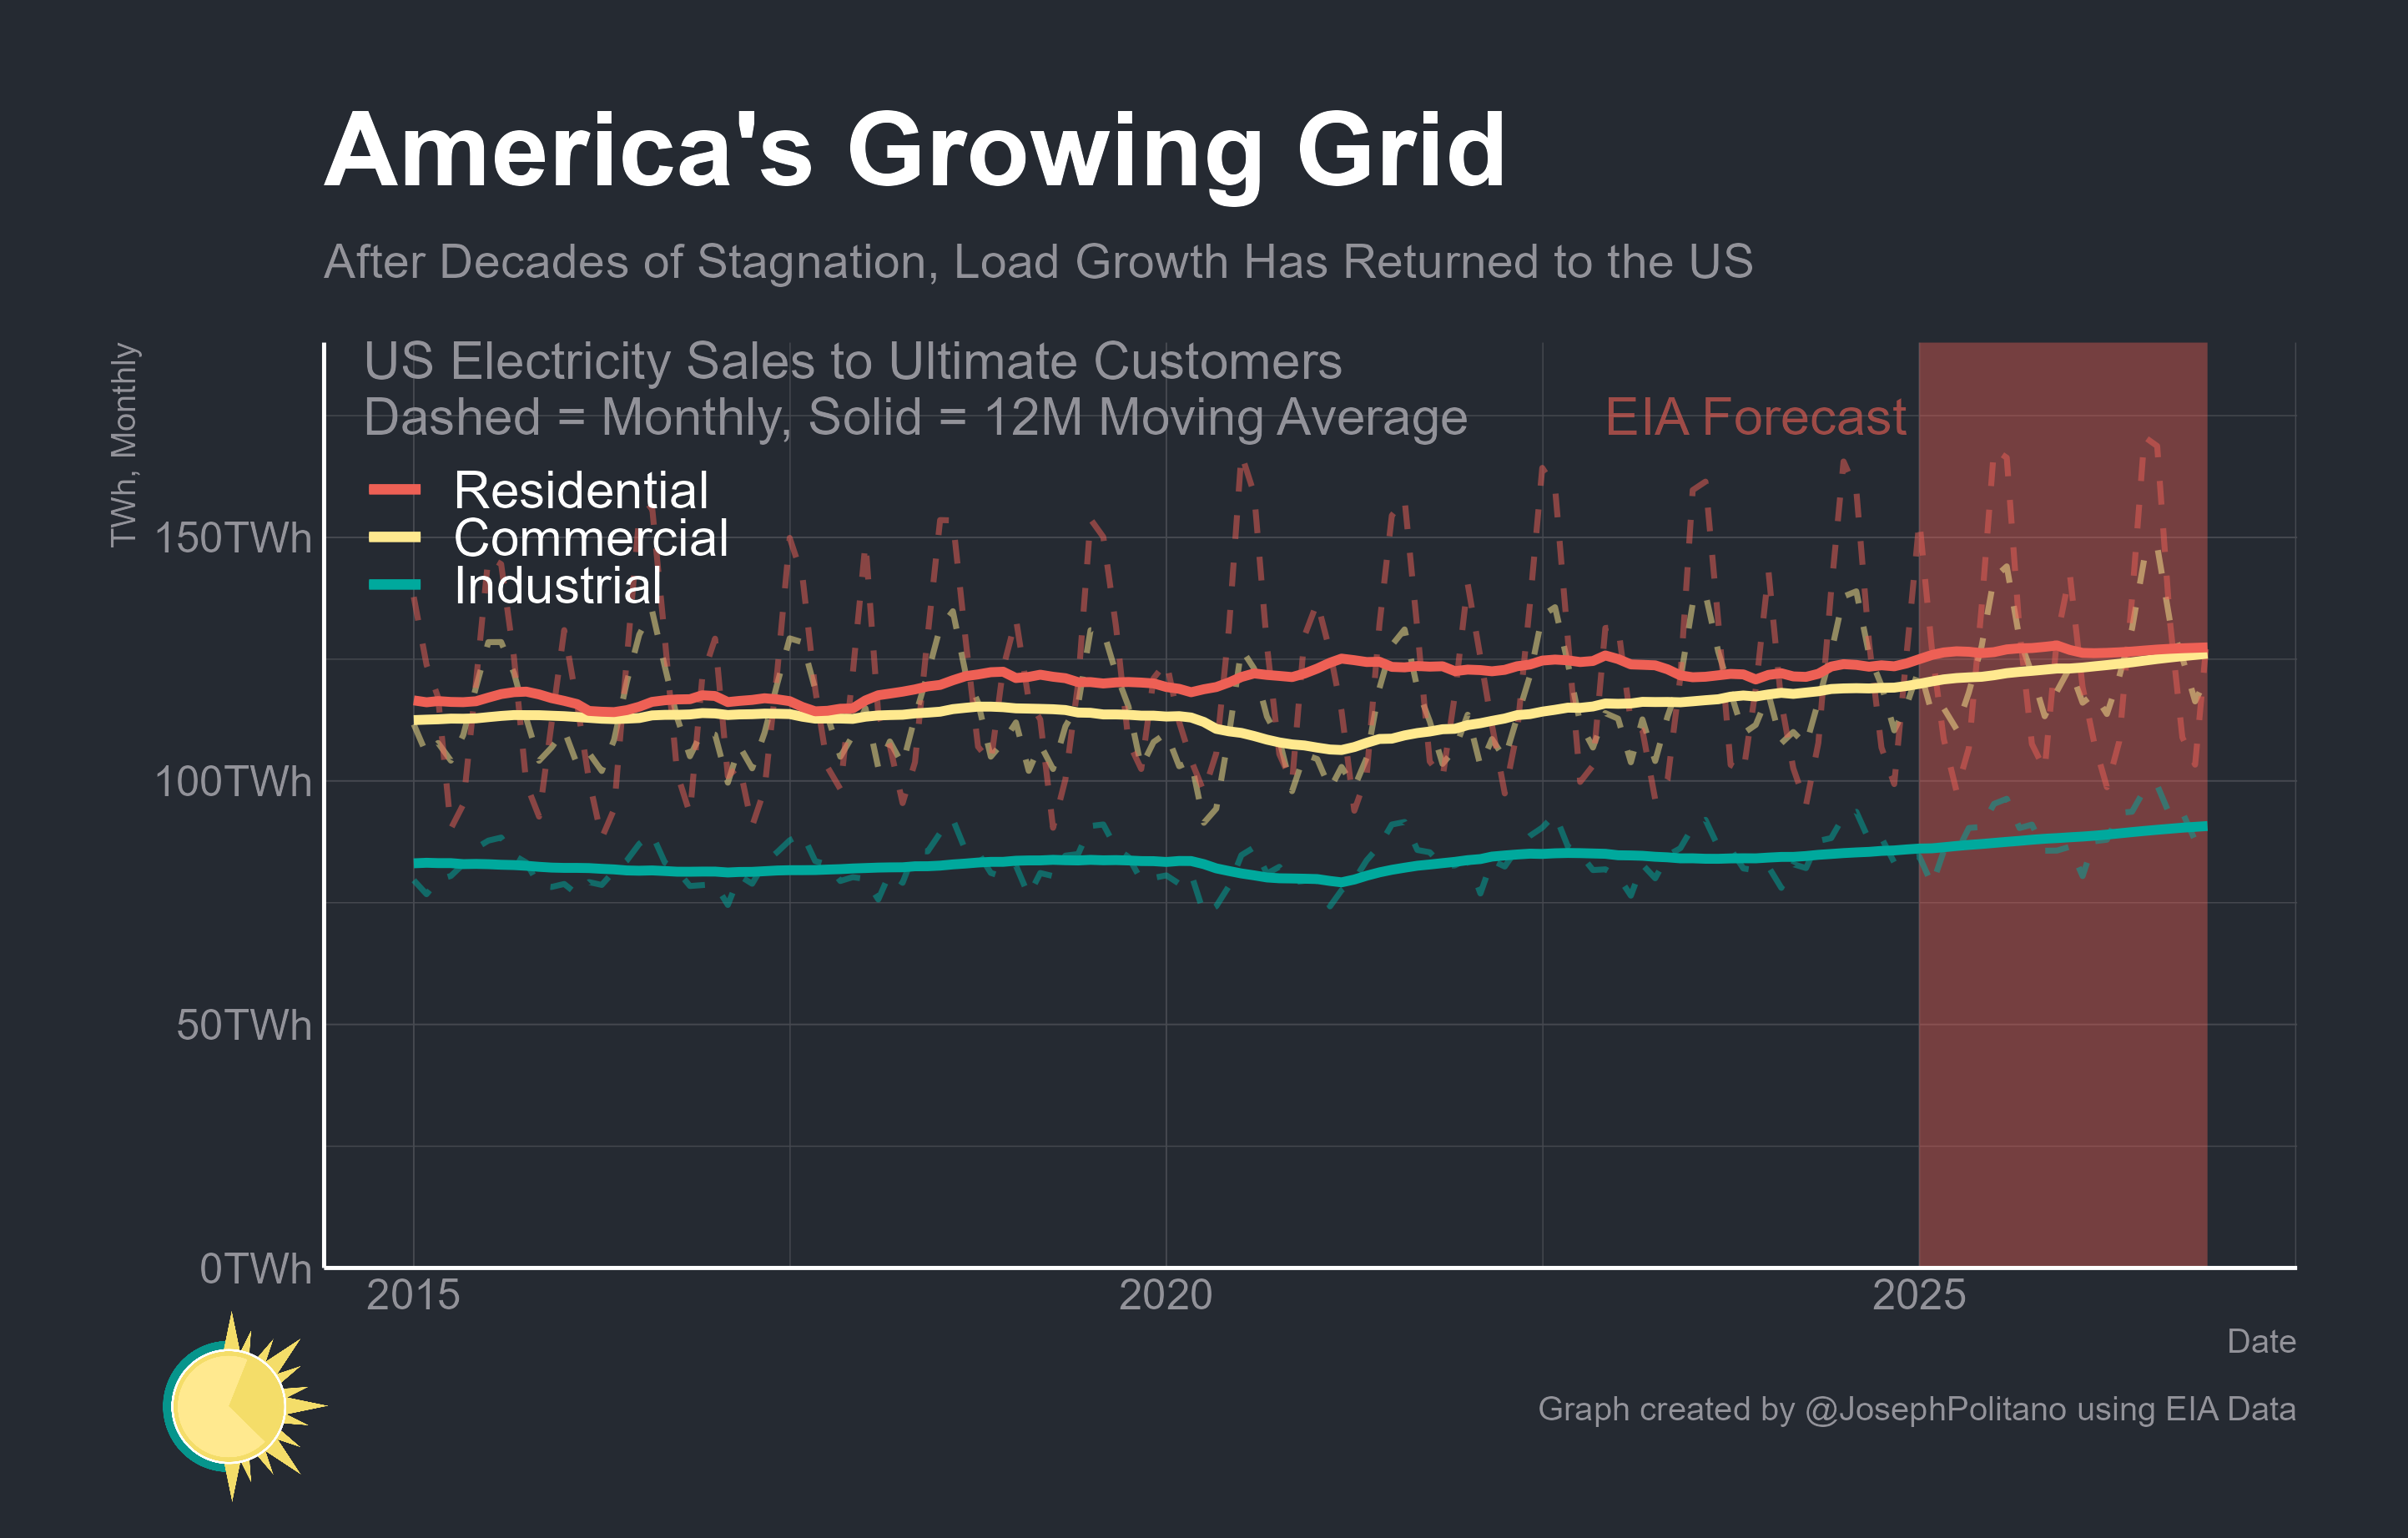 America's Growing Grid
After Decades of Stagnation, Load Growth Has Returned to the US
TWh, Monthly
US Electricity Sales to Ultimate Customers
Dashed = Monthly, Solid = 12M Moving Average
EIA Forecast
Residential
Commercial
Industrial
150TWh
100TWh
50TWh
0TWh
2015
2020
2025
Date
Graph created by @JosephPolitano using EIA Data